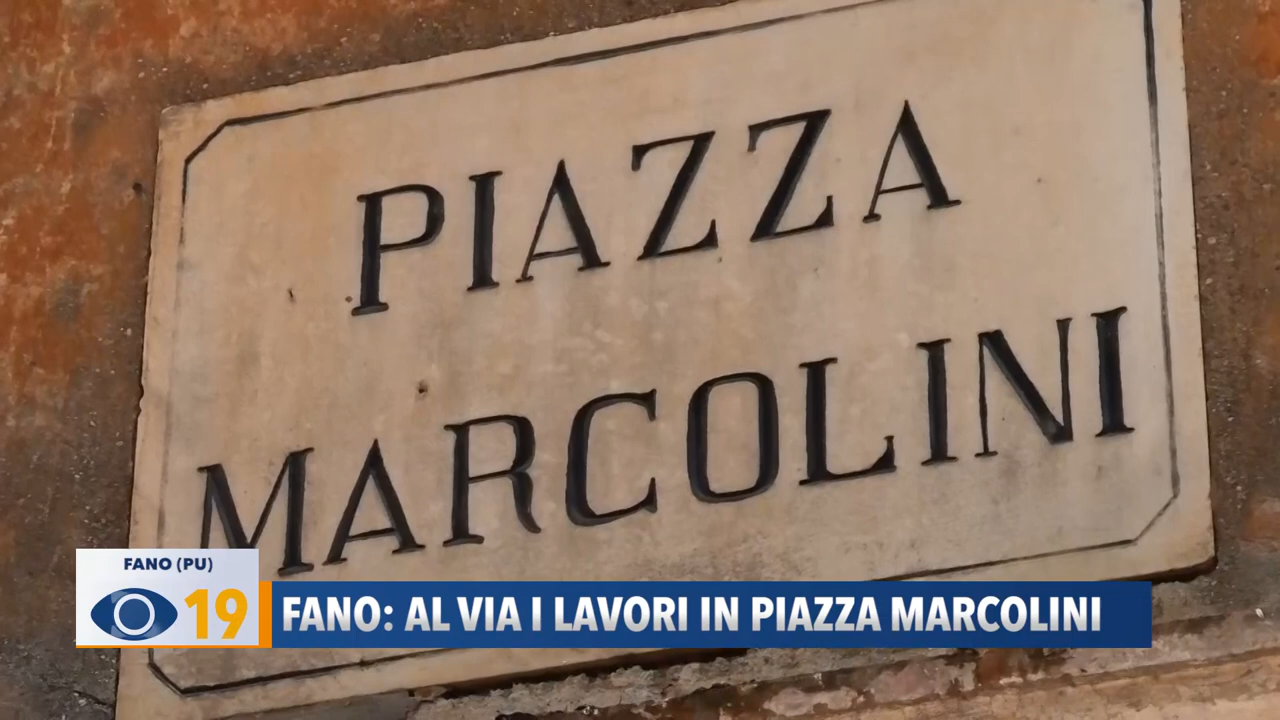 PIAZZA
MARCOLINI
FANO (PU)
19
FANO: AL VIA I LAVORI IN PIAZZA MARCOLINI